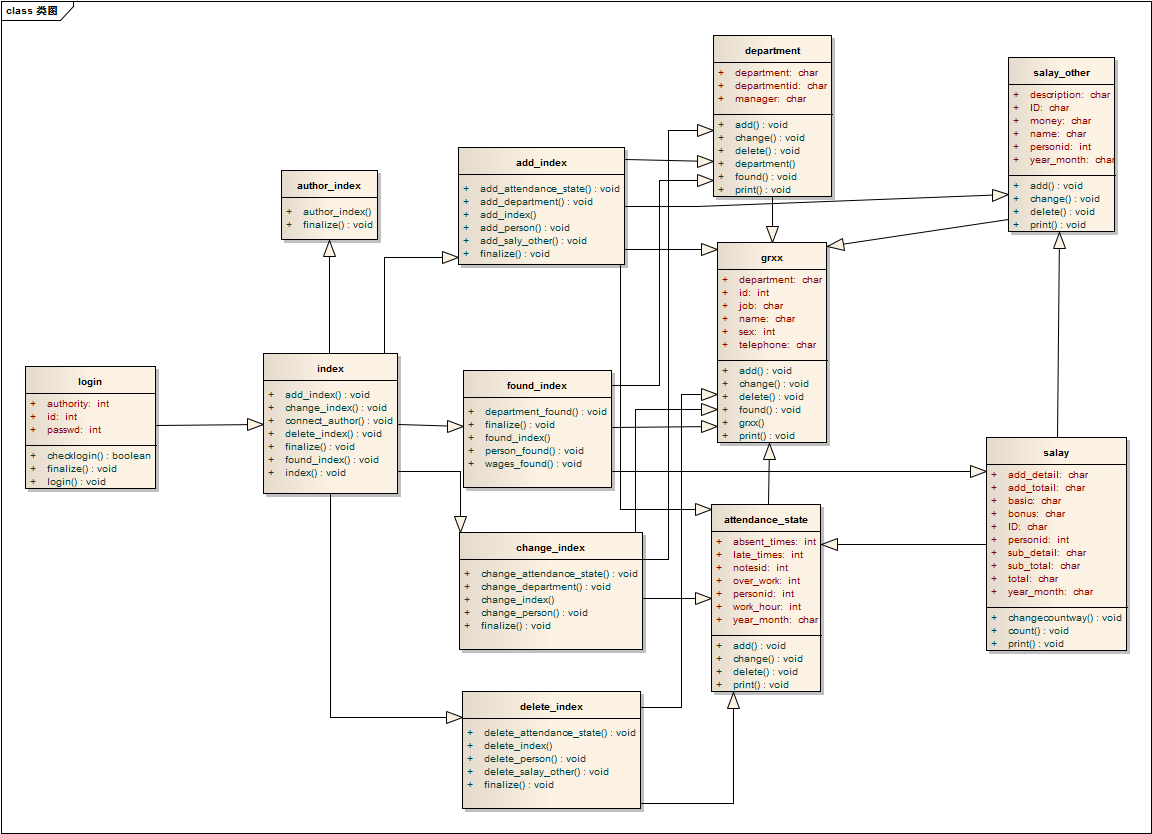 class 类图
department
+ department: char
+ departmentid: char
+ manager: char
+ add() : void
+ change() : void
+ delete() : void
+ department()
+ found() : void
+ print() : void
salay_other
+ description: char
+ ID: char
+ money: char
+ name: char
+ personid: int
+ year_month: char
+ add() : void
+ change() : void
+ delete() : void
+ print() : void
add_index
+ add_attendance_state() : void
+ add_department() : void
+ add_index()
+ add_person() : void
+ add_saly_other() : void
+ finalize() : void
author_index
+ author_index()
+ finalize() : void
grxx
+ department: char
+ id: int
+ job: char
+ name: char
+ sex: int
+ telephone: char
+ add() : void
+ change() : void
+ delete() : void
+ found() : void
+ grxx()
+ print() : void
index
+ add_index() : void
+ change_index() : void
+ connect_author() : void
+ delete_index() : void
+ finalize() : void
+ found_index() : void
+ index() : void
login
+ authority: int
+ id: int
+ passwd: int
+ checklogin() : boolean
+ finalize() : void
+ login() : void
found_index
+ department_found() : void
+ finalize() : void
+ found_index()
+ person_found() : void
+ wages_found() : void
salay
+ add_detail: char
+ add_totail: char
+ basic: char
+ bonus: char
+ ID: char
+ personid: int
+ sub_detail: char
+ sub_total: char
+ total: char
+ year_month: char
+ changecountway() : void
+ count() : void
+ print() : void
attendance_state
+ absent_times: int
+ late_times: int
+ notesid: int
+ over_work: int
+ personid: int
+ work_hour: int
+ year_month: char
+ add() : void
+ change() : void
+ delete() : void
+ print() : void
change_index
+ change_attendance_state() : void
+ change_department() : void
+ change_index()
+ change_person() : void
+ finalize() : void
delete_index
+ delete_attendance_state() : void
+ delete_index()
+ delete_person() : void
+ delete_salay_other() : void
+ finalize() : void